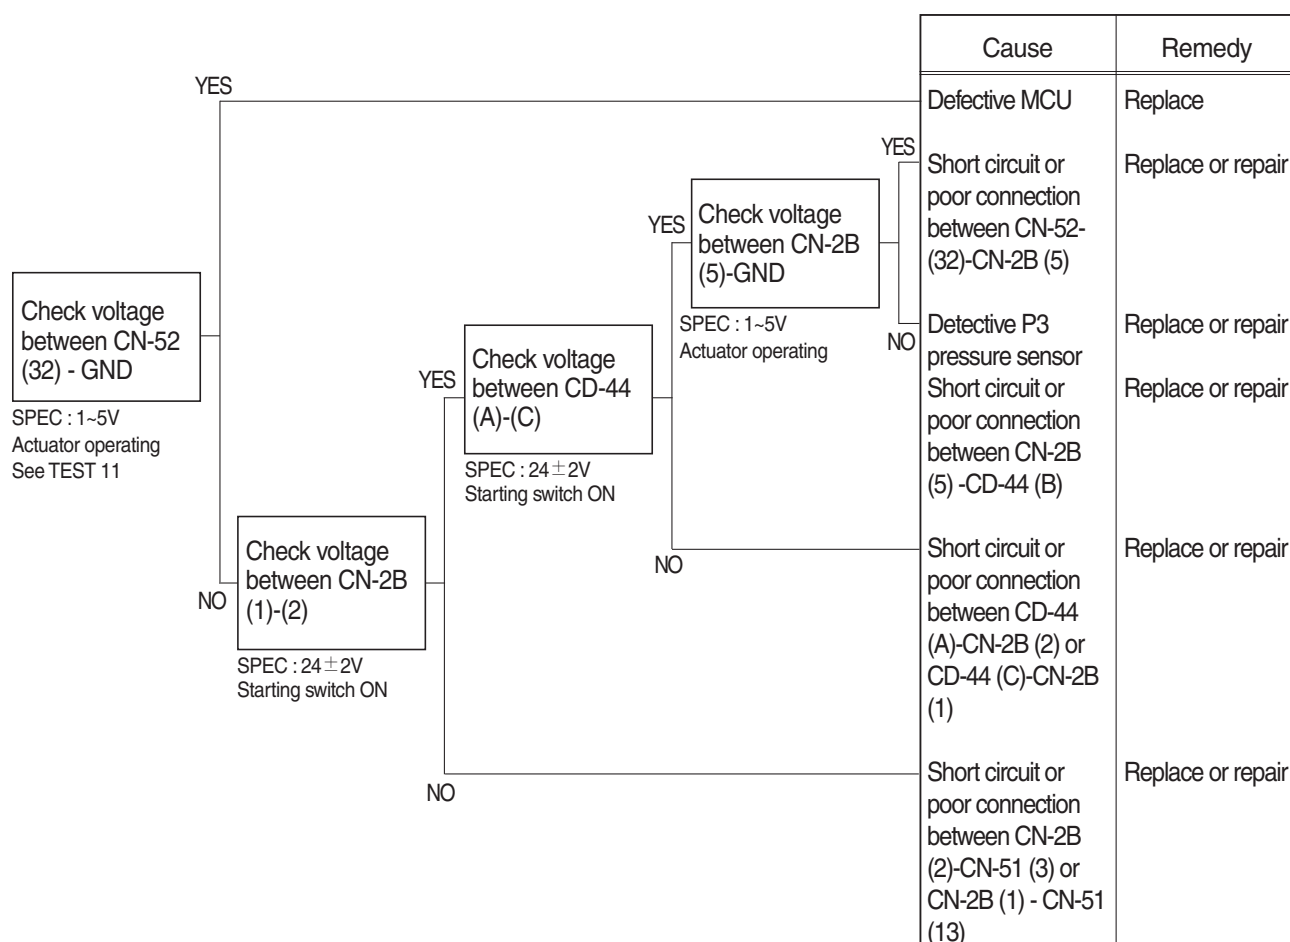 Cause
Remedy
YES
Defective MCU
Replace
YES
Short circuit or
poor connection
between CN-52-
(32)-CN-2B (5)
Replace or repair
YES
Check voltage
between CN-2B
(5)-GND
SPEC : 1~5V
Actuator operating
NO
Detective P3
pressure sensor
Replace or repair
Short circuit or
poor connection
between CN-2B
(5) -CD-44 (B)
Replace or repair
Check voltage
between CN-52
(32) - GND
SPEC : 1~5V
Actuator operating
See TEST 11
YES
Check voltage
between CD-44
(A)-(C)
SPEC : 24±2V
Starting switch ON
NO
Short circuit or
poor connection
between CD-44
(A)-CN-2B (2) or
CD-44 (C)-CN-2B
(1)
Replace or repair
NO
Check voltage
between CN-2B
(1)-(2)
SPEC : 24±2V
Starting switch ON
NO
Short circuit or
poor connection
between CN-2B
(2)-CN-51 (3) or
CN-2B (1) - CN-51
(13)
Replace or repair